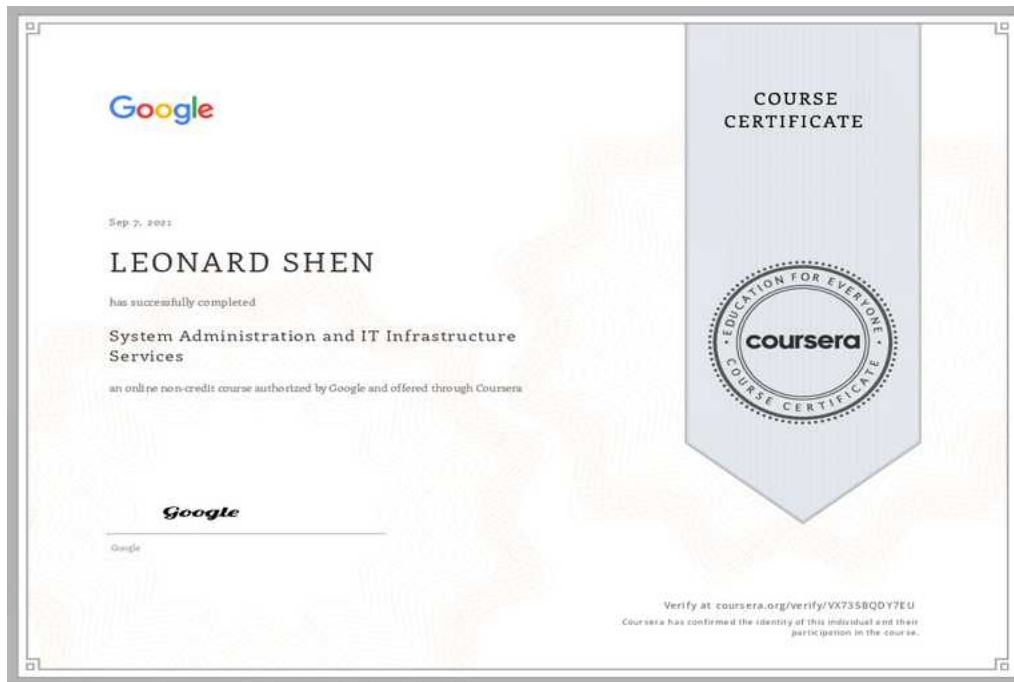 Google
COURSE
CERTIFICATE
Sep 7, 2021
LEONARD SHEN
has successfully completed
System Administration and IT Infrastructure
Services
an online non-credit course authorized by Google and offered through Coursera
EDUCATION FOR EVERYONE
coursera
COURSE CERTIFICATE
Google
Google
Verify at coursera.org/verify/VX73SBQDY7EU
Coursera has confirmed the identity of this individual and their
participation in the course.